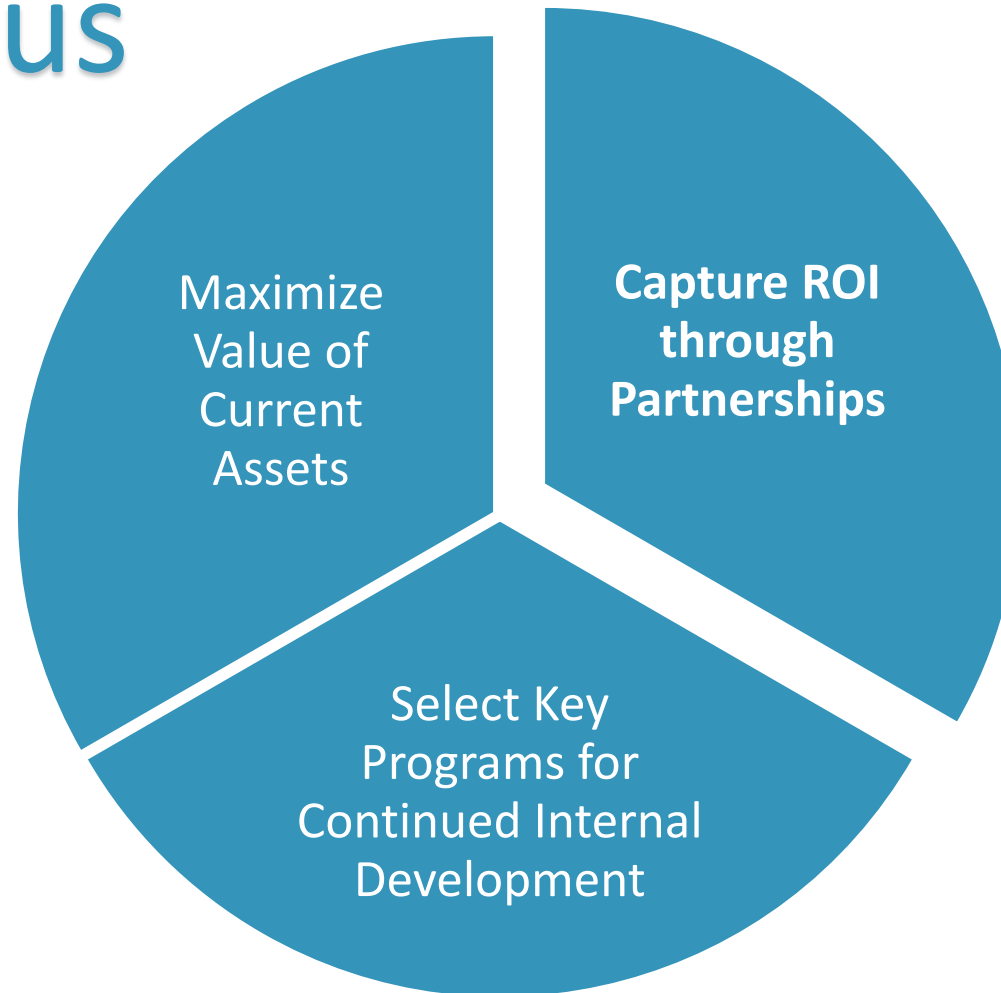 us
Maximize
Value of
Current
Assets
Capture ROI
through
Partnerships
Select Key
Programs for
Continued Internal
Development